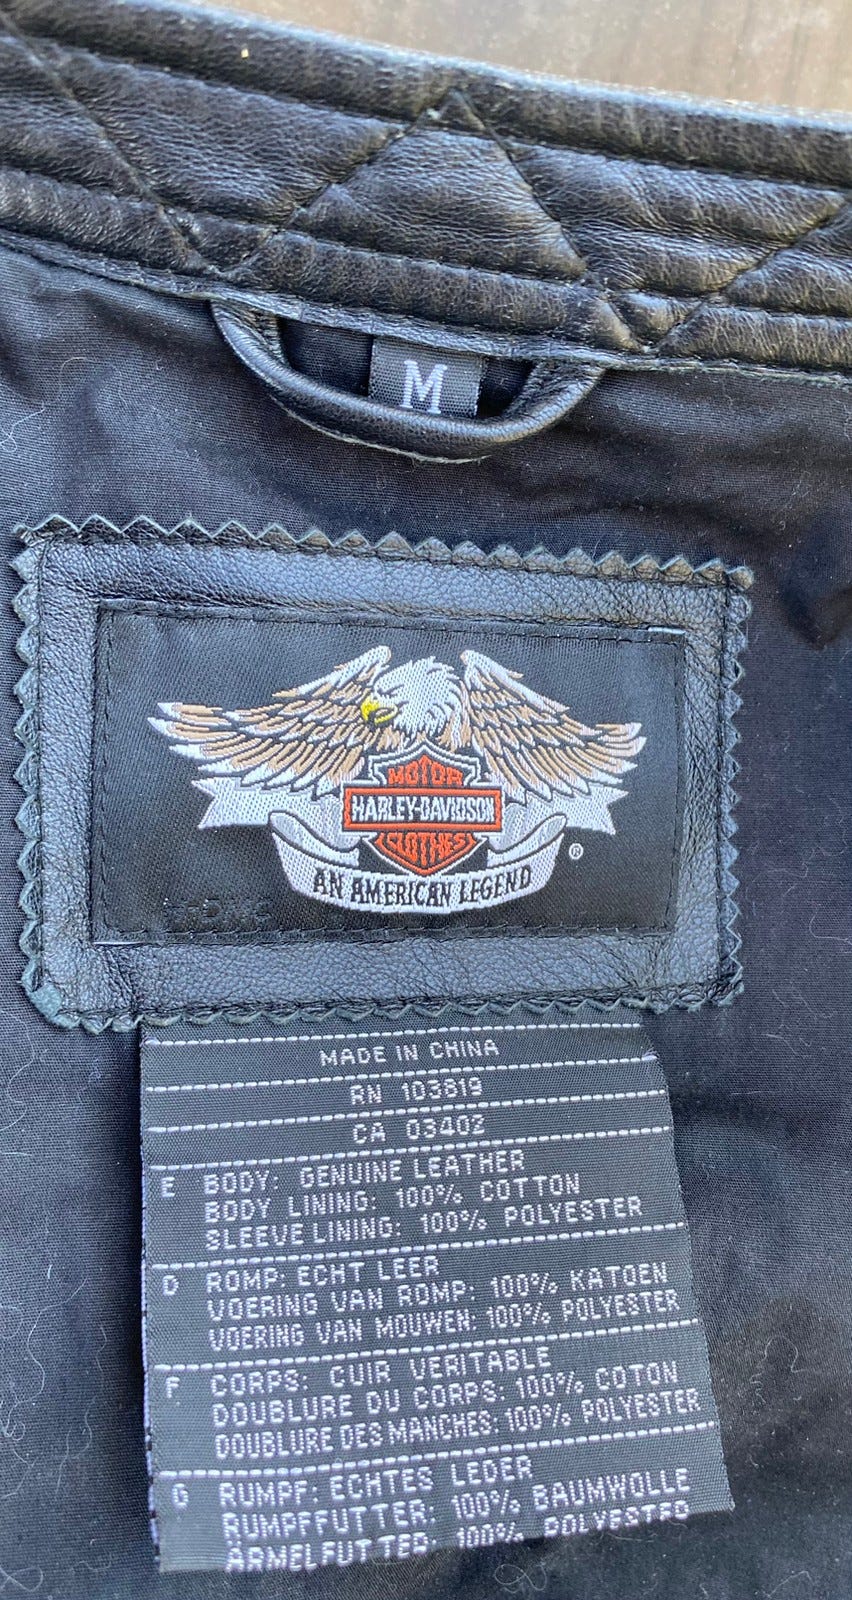 M
MOTOR
HARLEY-DAVIDSON
CLOTHES
AN AMERICAN LEGEND ®
MADE IN CHINA
RN 103819
CA 03402
E BODY: GENUINE LEATHER
BODY LINING: 100% COTTON
SLEEVE LINING: 100% POLYESTER
D ROMP: ECHT LEER
VOERING VAN ROMP: 100% KATOEN
VOERING VAN MOUWEN: 100% POLYESTER
F CORPS: CUIR VERITABLE
DOUBLURE DU CORPS: 100% COTON
DOUBLURE DES MANCHES: 100% POLYESTER
G RUMPF: ECHTES LEDER
RUMPFFUTTER: 100% BAUMWOLLE
ARMELFUTTER: 100% POLYESTER